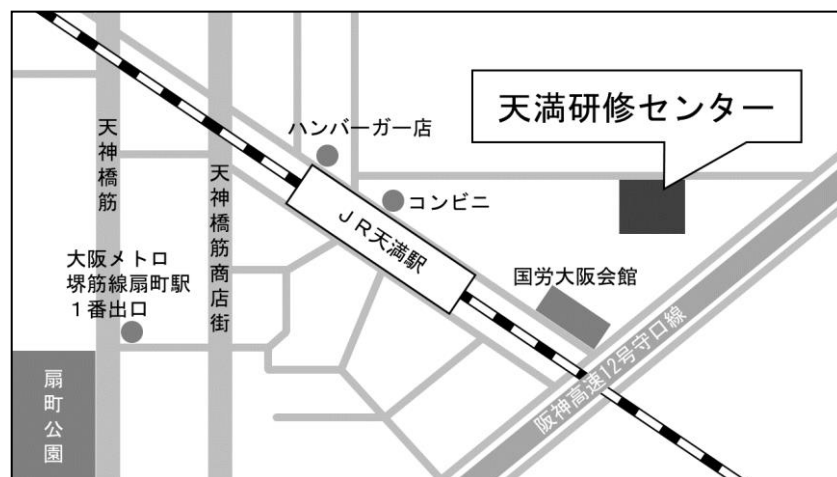 天満研修センター
ハンバーガー店
天神橋筋
天神橋筋商店街
コンビニ
JR天満駅
大阪メトロ
堺筋線扇町駅
1番出口
国労大阪会館
阪神高速12号守口線
扇町公園